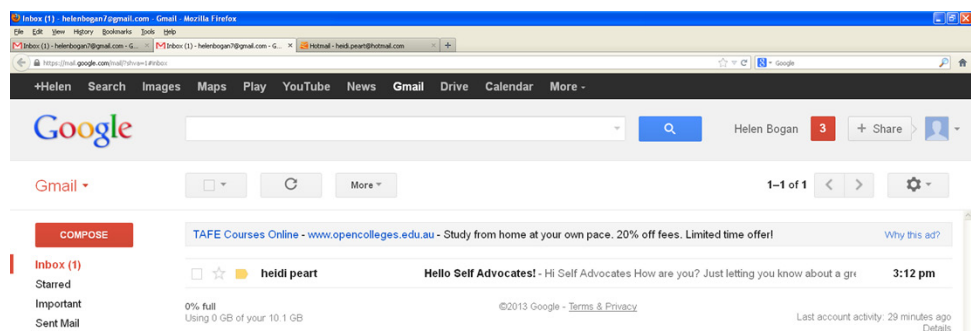 Inbox (1) - helenbogan7@gmail.com - Gmail - Mozilla Firefox
File Edit View History Bookmarks Tools Help
Inbox (1) - helenbogan7@gmail.com - G... × Inbox (1) - helenbogan7@gmail.com - G... × Hotmail - heidi.peart@hotmail.com × +
https://mail.google.com/mail/?shva=1#inbox Google
+Helen Search Images Maps Play YouTube News Gmail Drive Calendar More
Google Helen Bogan 3 + Share
Gmail More 1–1 of 1
COMPOSE TAFE Courses Online - www.opencolleges.edu.au - Study from home at your own pace. 20% off fees. Limited time offer! Why this ad?
Inbox (1) heidi peart Hello Self Advocates! - Hi Self Advocates How are you? Just letting you know about a gre 3:12 pm
Starred
Important 0% full ©2013 Google - Terms & Privacy
Sent Mail Using 0 GB of your 10.1 GB Last account activity: 29 minutes ago
Details